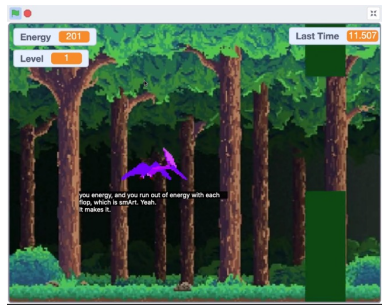 Energy 201
Last Time 11.507
Level 1
you energy, and you run out of energy with each
flop, which is smArt. Yeah.
It makes it.